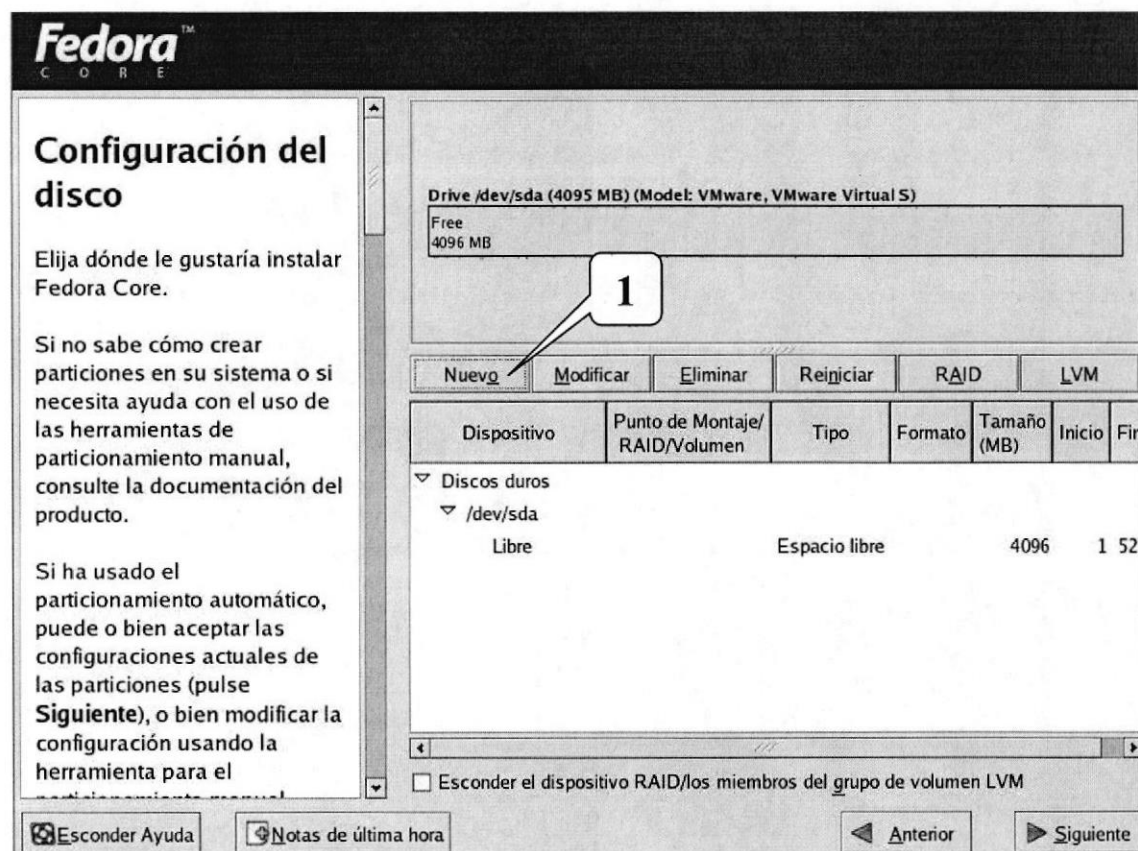 Fedora™
CORE
Configuración del
disco
Elija dónde le gustaría instalar
Fedora Core.
Si no sabe cómo crear
particiones en su sistema o si
necesita ayuda con el uso de
las herramientas de
particionamiento manual,
consulte la documentación del
producto.
Si ha usado el
particionamiento automático,
puede o bien aceptar las
configuraciones actuales de
las particiones (pulse
Siguiente), o bien modificar la
configuración usando la
herramienta para el
particionamiento manual
Drive /dev/sda (4095 MB) (Model: VMware, VMware Virtual S)
Free
4096 MB
1
Nuevo Modificar Eliminar Reiniciar RAID LVM
Dispositivo Punto de Montaje/ RAID/Volumen Tipo Formato Tamaño (MB) Inicio Fin
Discos duros
/dev/sda
Libre Espacio libre 4096 1 52
Esconder el dispositivo RAID/los miembros del grupo de volumen LVM
Esconder Ayuda Notas de última hora Anterior Siguiente